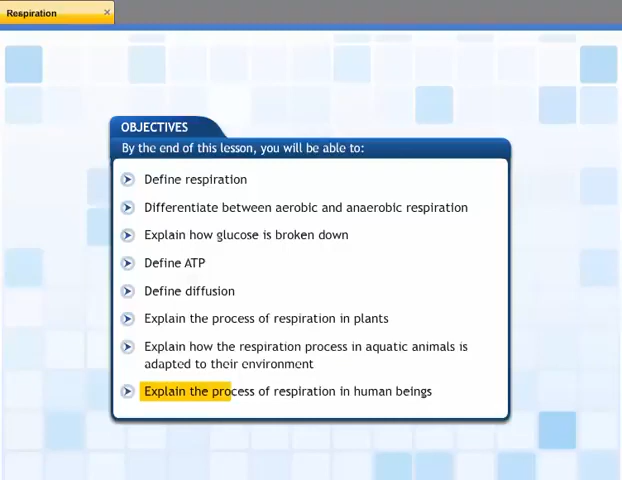 Respiration
OBJECTIVES
By the end of this lesson, you will be able to:
Define respiration
Differentiate between aerobic and anaerobic respiration
Explain how glucose is broken down
Define ATP
Define diffusion
Explain the process of respiration in plants
Explain how the respiration process in aquatic animals is
adapted to their environment
Explain the process of respiration in human beings